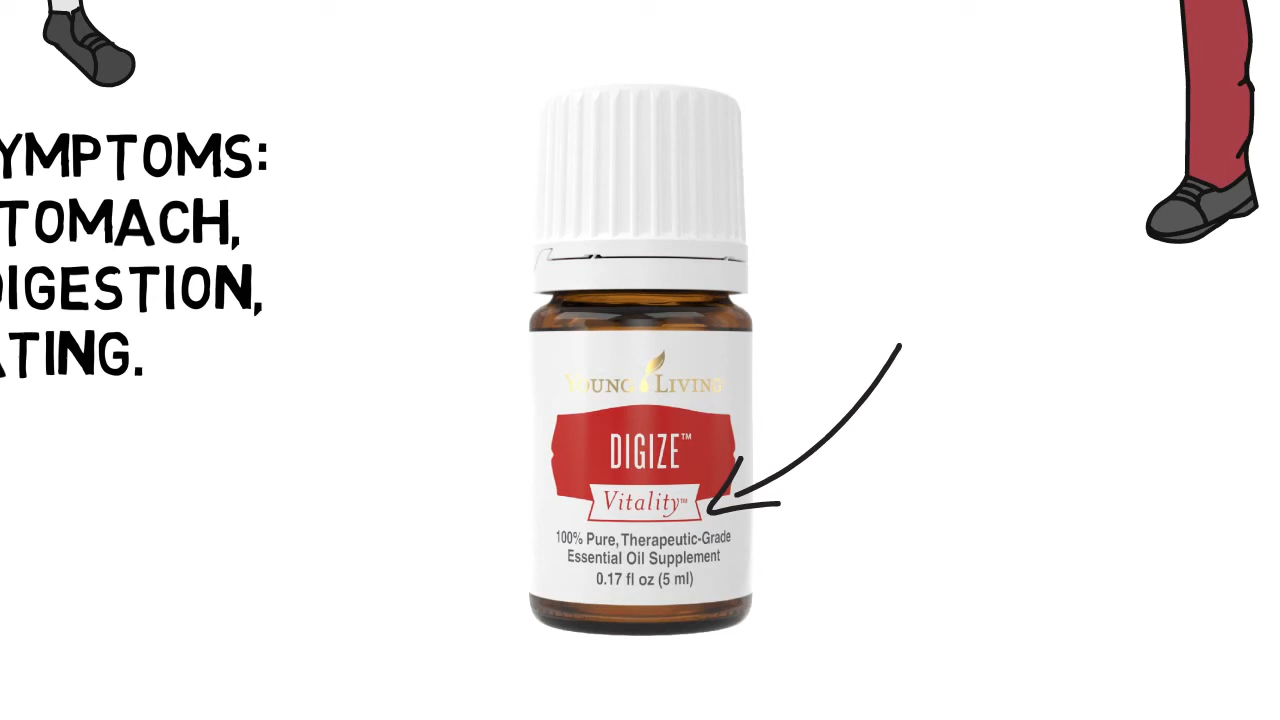 YMPTOMS:
TOMACH,
DIGESTION,
ATING.
YOUNG LIVING
DIGIZE™
Vitality™
100% Pure, Therapeutic-Grade
Essential Oil Supplement
0.17 fl oz (5 ml)